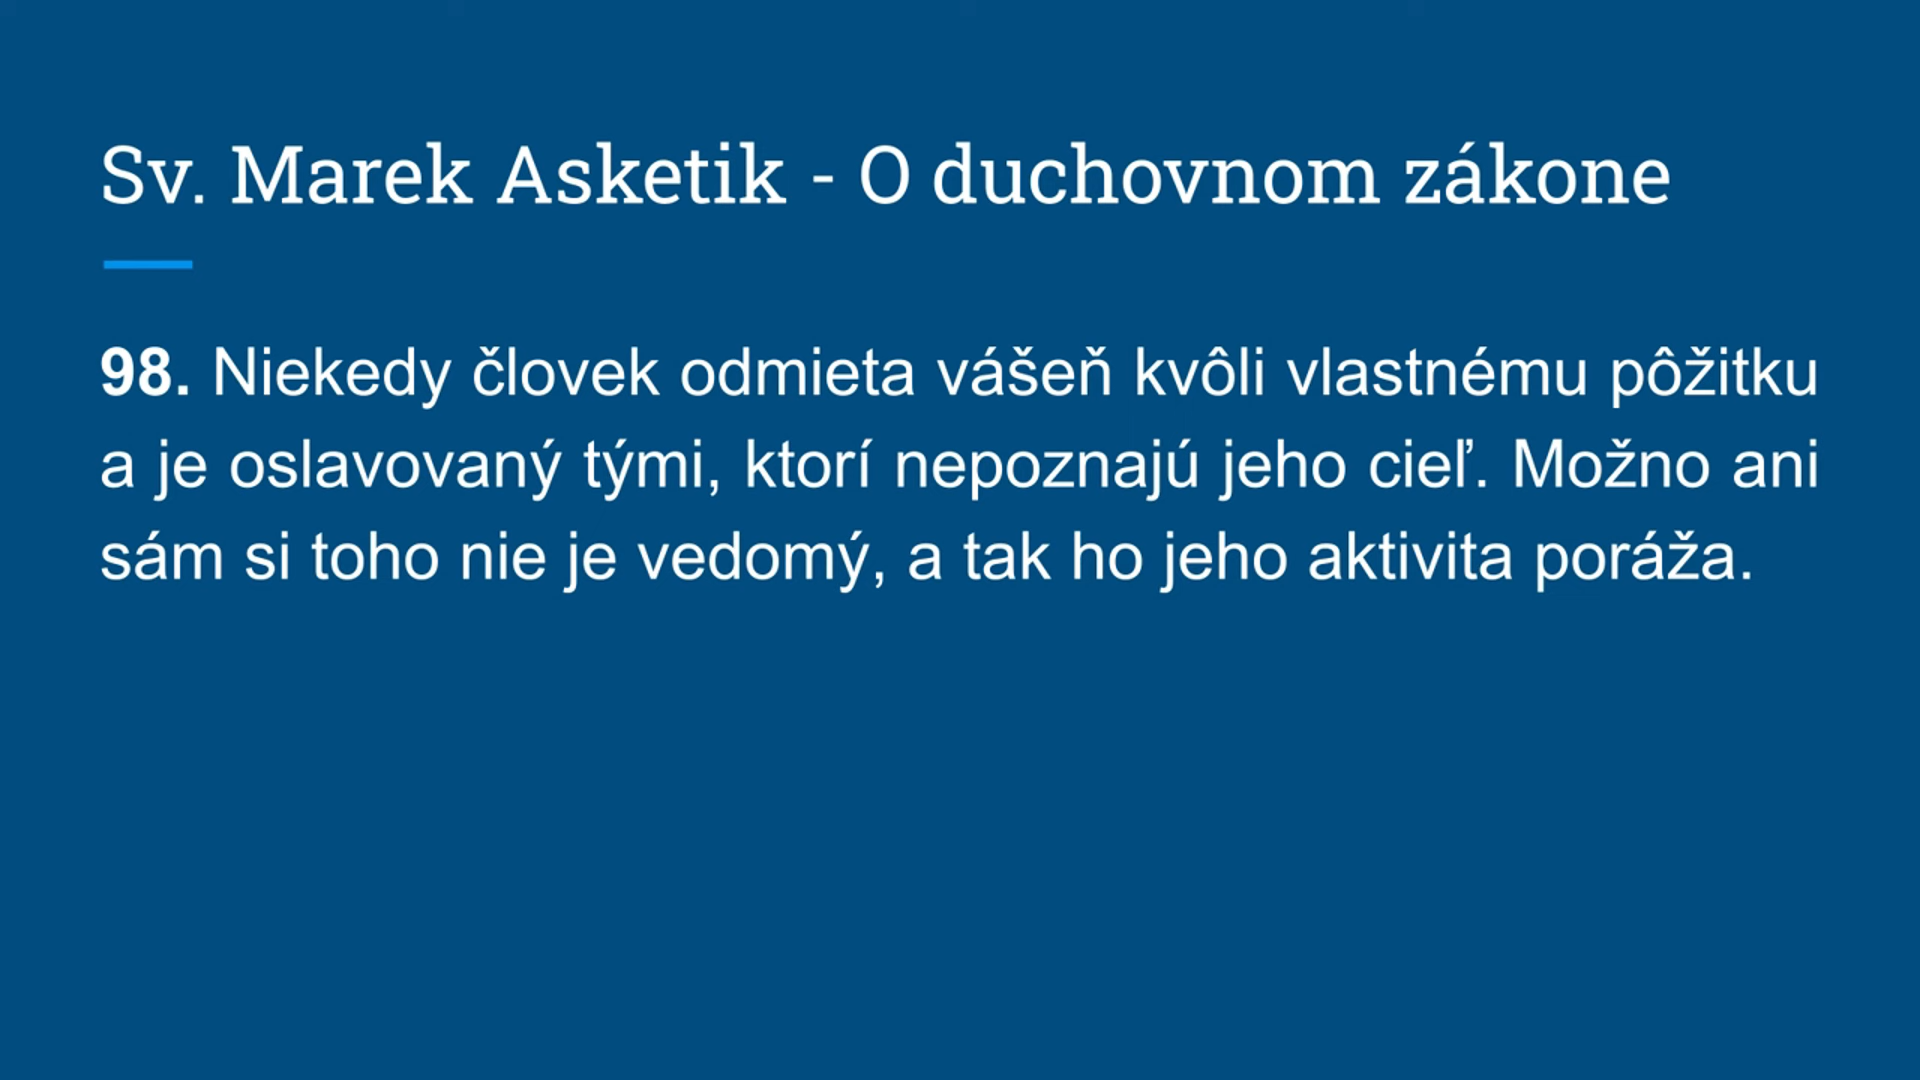 Sv. Marek Asketik - O duchovnom zákone
98. Niekedy človek odmieta vášeň kvôli vlastnému pôžitku
a je oslavovaný tými, ktorí nepoznajú jeho cieľ. Možno ani
sám si toho nie je vedomý, a tak ho jeho aktivita poráža.